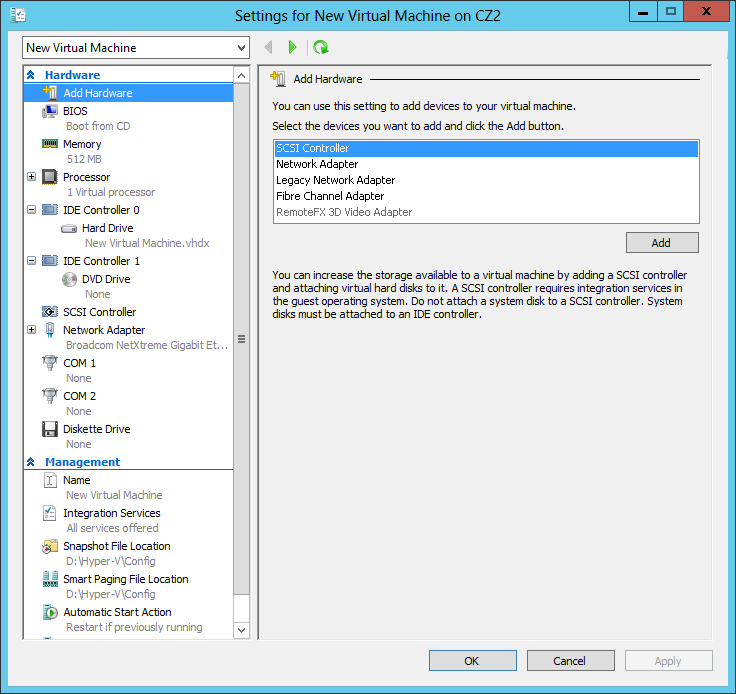 Settings for New Virtual Machine on CZ2
New Virtual Machine
Hardware
Add Hardware
BIOS
Boot from CD
Memory
512 MB
Processor
1 Virtual processor
IDE Controller 0
Hard Drive
New Virtual Machine.vhdx
IDE Controller 1
DVD Drive
None
SCSI Controller
Network Adapter
Broadcom NetXtreme Gigabit Et...
COM 1
None
COM 2
None
Diskette Drive
None
Management
Name
New Virtual Machine
Integration Services
All services offered
Snapshot File Location
D:\Hyper-V\Config
Smart Paging File Location
D:\Hyper-V\Config
Automatic Start Action
Restart if previously running
Add Hardware
You can use this setting to add devices to your virtual machine.
Select the devices you want to add and click the Add button.
SCSI Controller
Network Adapter
Legacy Network Adapter
Fibre Channel Adapter
RemoteFX 3D Video Adapter
Add
You can increase the storage available to a virtual machine by adding a SCSI controller
and attaching virtual hard disks to it. A SCSI controller requires integration services in
the guest operating system. Do not attach a system disk to a SCSI controller. System
disks must be attached to an IDE controller.
OK
Cancel
Apply